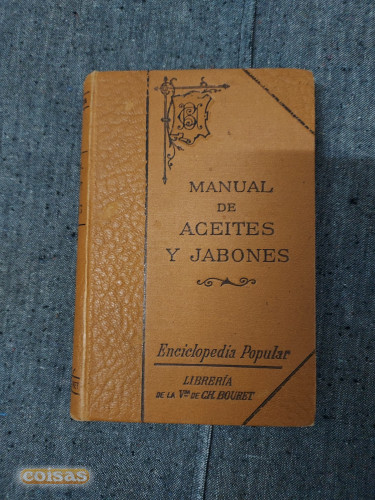 MANUAL
DE
ACEITES
Y JABONES
Enciclopedia Popular
LIBRERÍA
DE LA Vda DE CH. BOURET
coisas